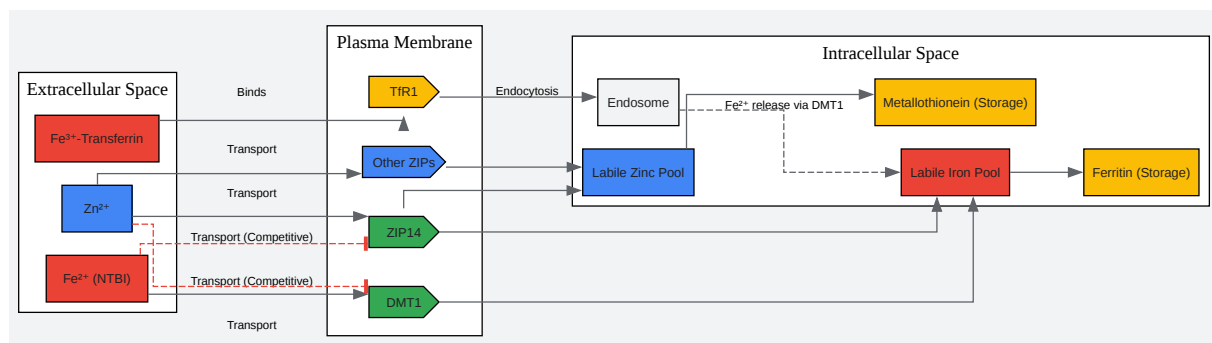 Extracellular Space
Fe³⁺-Transferrin
Zn²⁺
Fe²⁺ (NTBI)
Binds
Transport
Transport
Transport (Competitive)
Transport (Competitive)
Transport
Plasma Membrane
TfR1
Other ZIPs
ZIP14
DMT1
Endocytosis
Intracellular Space
Endosome
Fe²⁺ release via DMT1
Metallothionein (Storage)
Labile Zinc Pool
Labile Iron Pool
Ferritin (Storage)